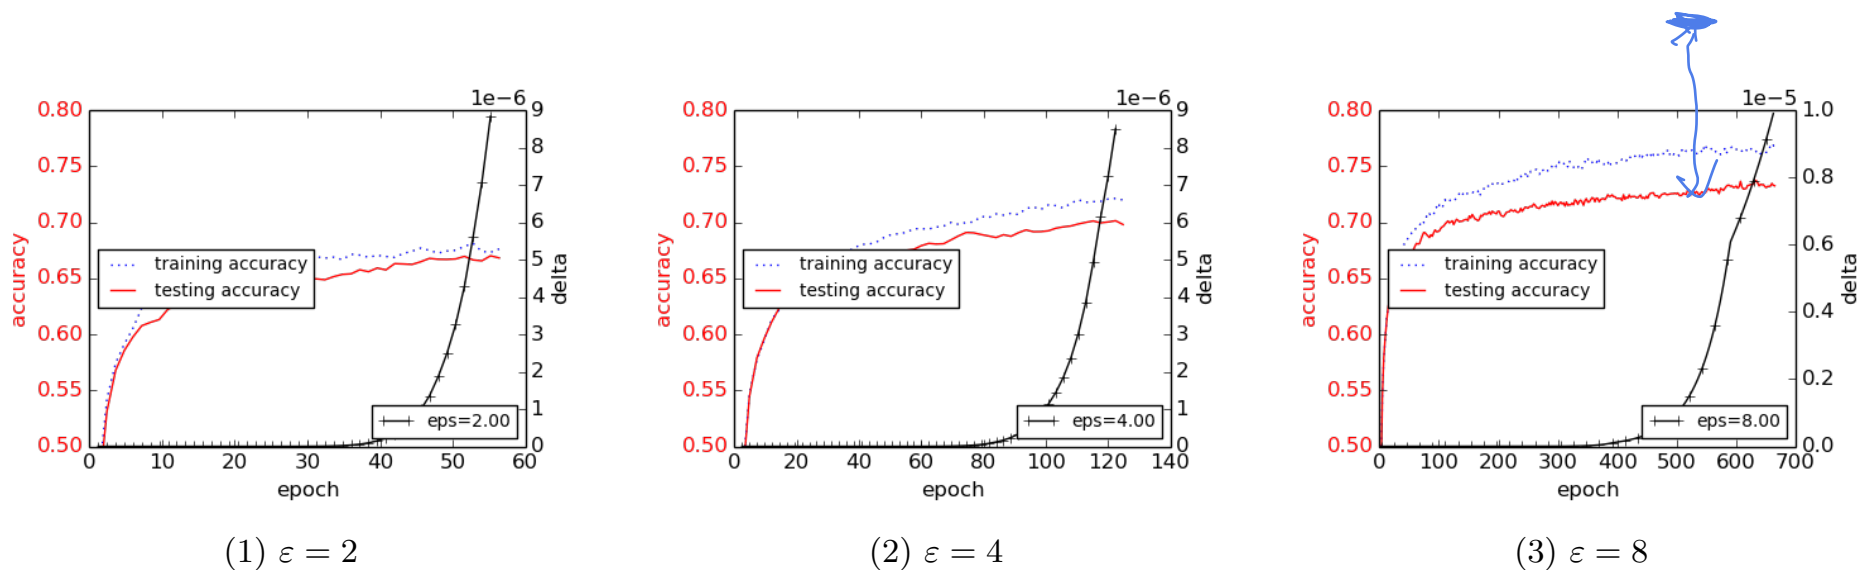 1e−6
0.80
0.75
0.70
0.65
0.60
0.55
0.50
accuracy
training accuracy
testing accuracy
eps=2.00
9
8
7
6
5
4
3
2
1
0
delta
0 10 20 30 40 50 60
epoch
(1) ε = 2
1e−6
0.80
0.75
0.70
0.65
0.60
0.55
0.50
accuracy
training accuracy
testing accuracy
eps=4.00
9
8
7
6
5
4
3
2
1
0
delta
0 20 40 60 80 100 120 140
epoch
(2) ε = 4
1e−5
0.80
0.75
0.70
0.65
0.60
0.55
0.50
accuracy
training accuracy
testing accuracy
eps=8.00
1.0
0.8
0.6
0.4
0.2
0.0
delta
0 100 200 300 400 500 600 700
epoch
(3) ε = 8